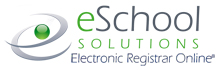 eSchool
SOLUTIONS
Electronic Registrar Online®